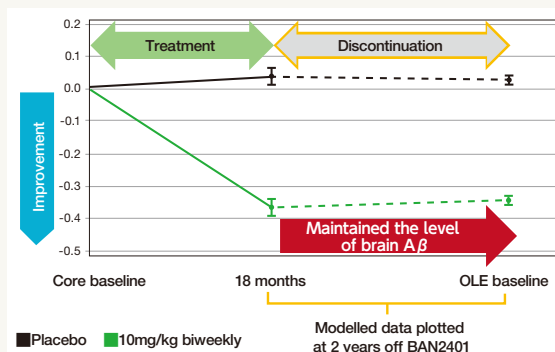 0.2
Treatment
Discontinuation
0.1
0.0
-0.1
-0.2
-0.3
-0.4
-0.5
Improvement
Maintained the level
of brain Aβ
Core baseline
18 months
OLE baseline
Placebo
10mg/kg biweekly
Modelled data plotted
at 2 years off BAN2401